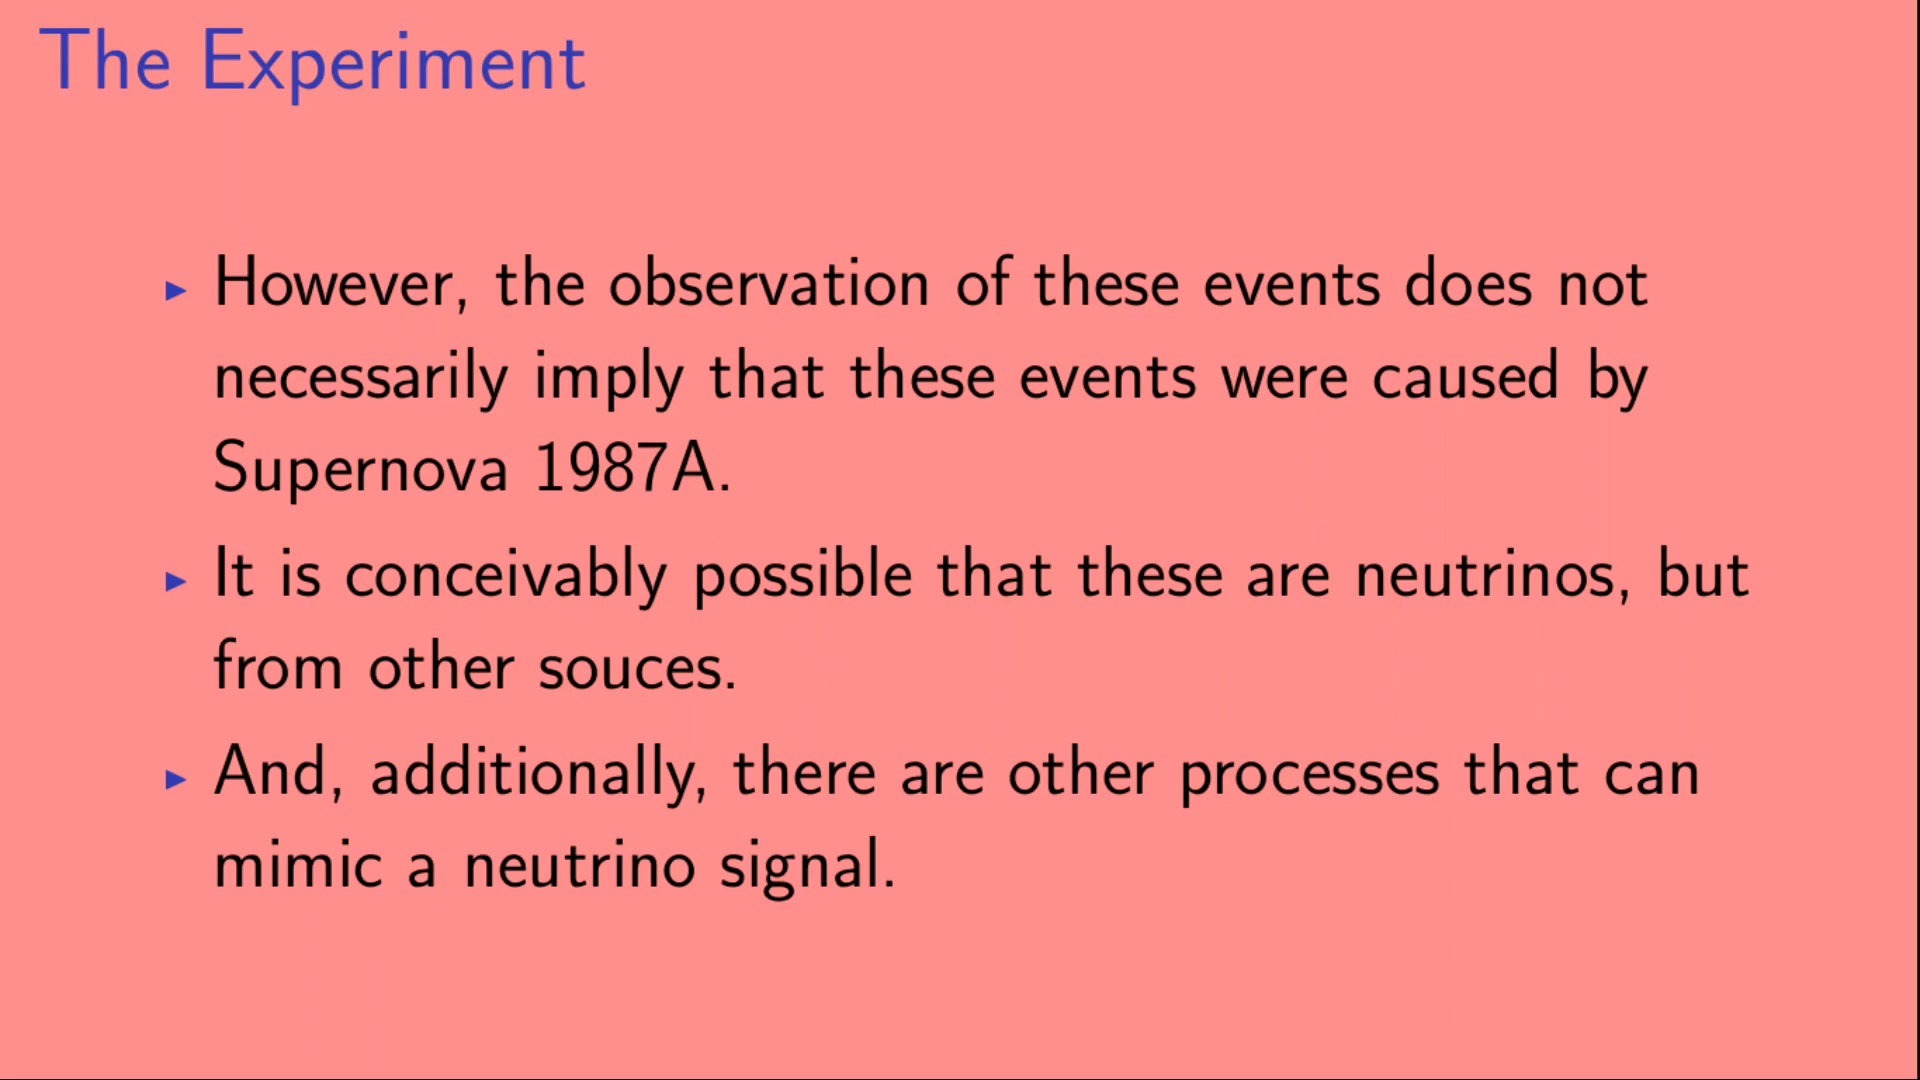 The Experiment
▸ However, the observation of these events does not
necessarily imply that these events were caused by
Supernova 1987A.
▸ It is conceivably possible that these are neutrinos, but
from other souces.
▸ And, additionally, there are other processes that can
mimic a neutrino signal.